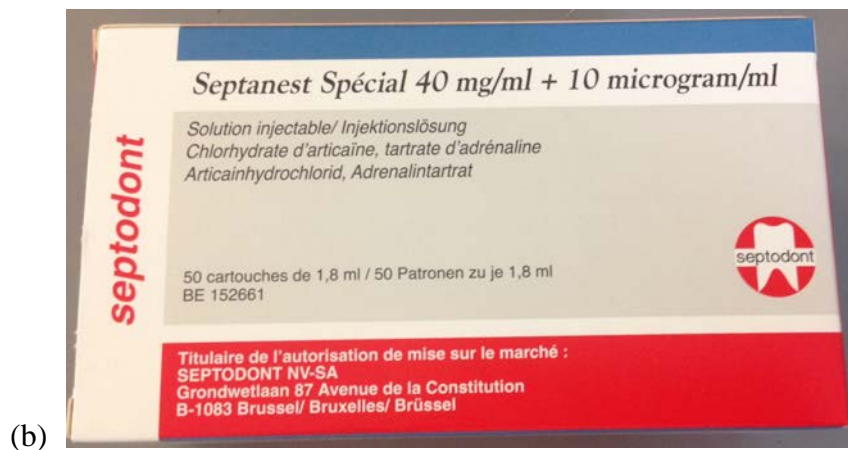 Septanest Spécial 40 mg/ml + 10 microgram/ml
Solution injectable/ Injektionslösung
Chlorhydrate d'articaïne, tartrate d'adrénaline
Articainhydrochlorid, Adrenalintartrat
septodont
50 cartouches de 1,8 ml / 50 Patronen zu je 1,8 ml
BE 152661
septodont
Titulaire de l'autorisation de mise sur le marché :
SEPTODONT NV-SA
Grondwetlaan 87 Avenue de la Constitution
B-1083 Brussel/ Bruxelles/ Brüssel
(b)